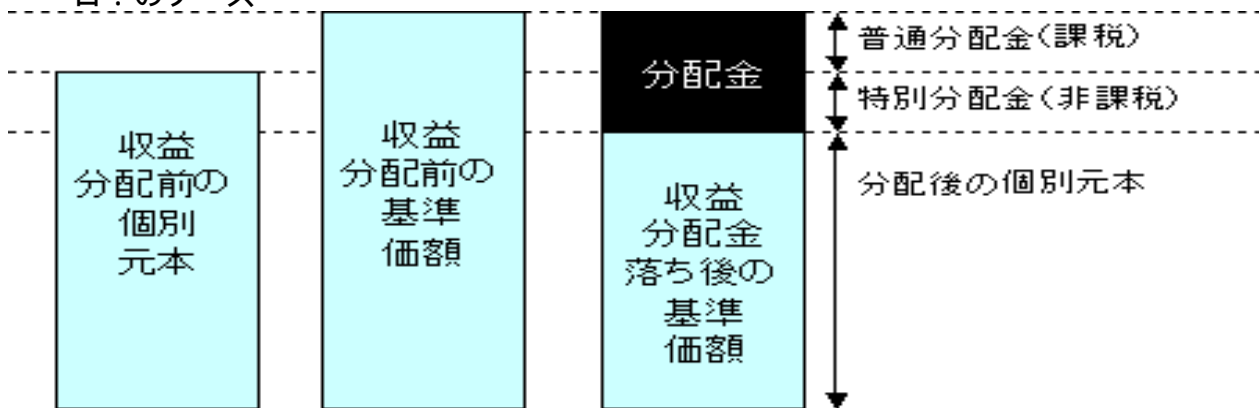 収益
分配前の
個別
元本
収益
分配前の
基準
価額
分配金
収益
分配金
落ち後の
基準
価額
普通分配金(課税)
特別分配金(非課税)
分配後の個別元本